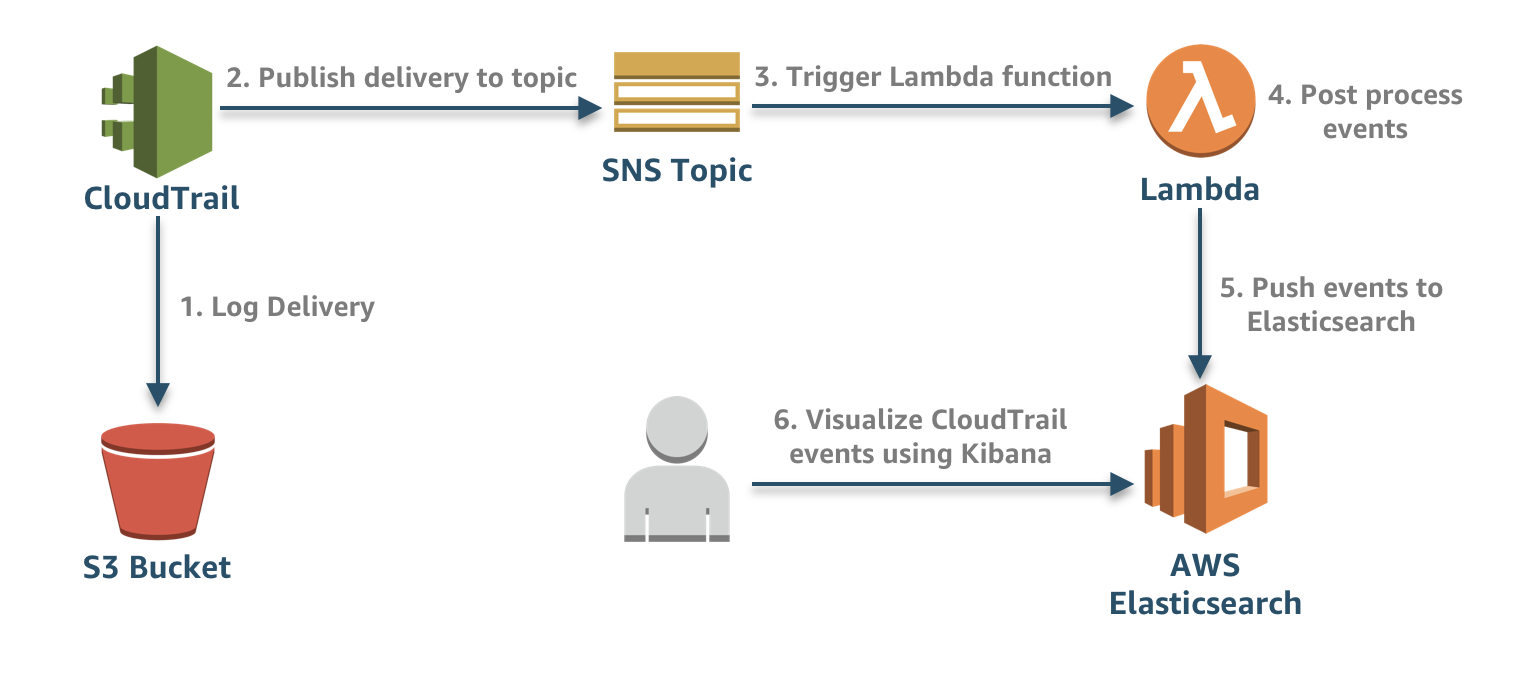 2. Publish delivery to topic
3. Trigger Lambda function
4. Post process
events
SNS Topic
Lambda
CloudTrail
1. Log Delivery
5. Push events to
Elasticsearch
6. Visualize CloudTrail
events using Kibana
S3 Bucket
AWS
Elasticsearch